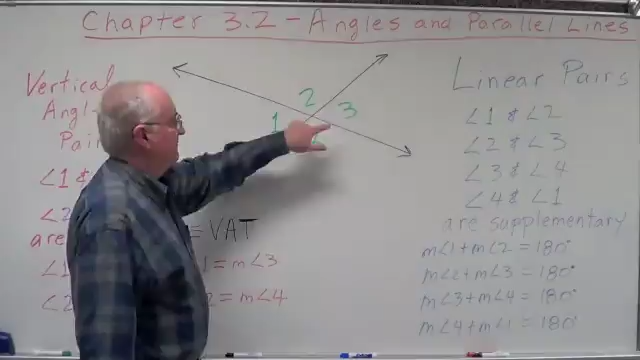 Chapter 3.2 - Angles and Parallel Lines
Vertical
Angl
Pair
∠1 &
∠2
are
≅ VAT
∠1
1 = m∠3
∠2
2 = m∠4
2
3
1
Linear Pairs
∠1 & ∠2
∠2 & ∠3
∠3 & ∠4
∠4 & ∠1
are supplementary
m∠1 + m∠2 = 180°
m∠2 + m∠3 = 180°
m∠3 + m∠4 = 180°
m∠4 + m∠1 = 180°